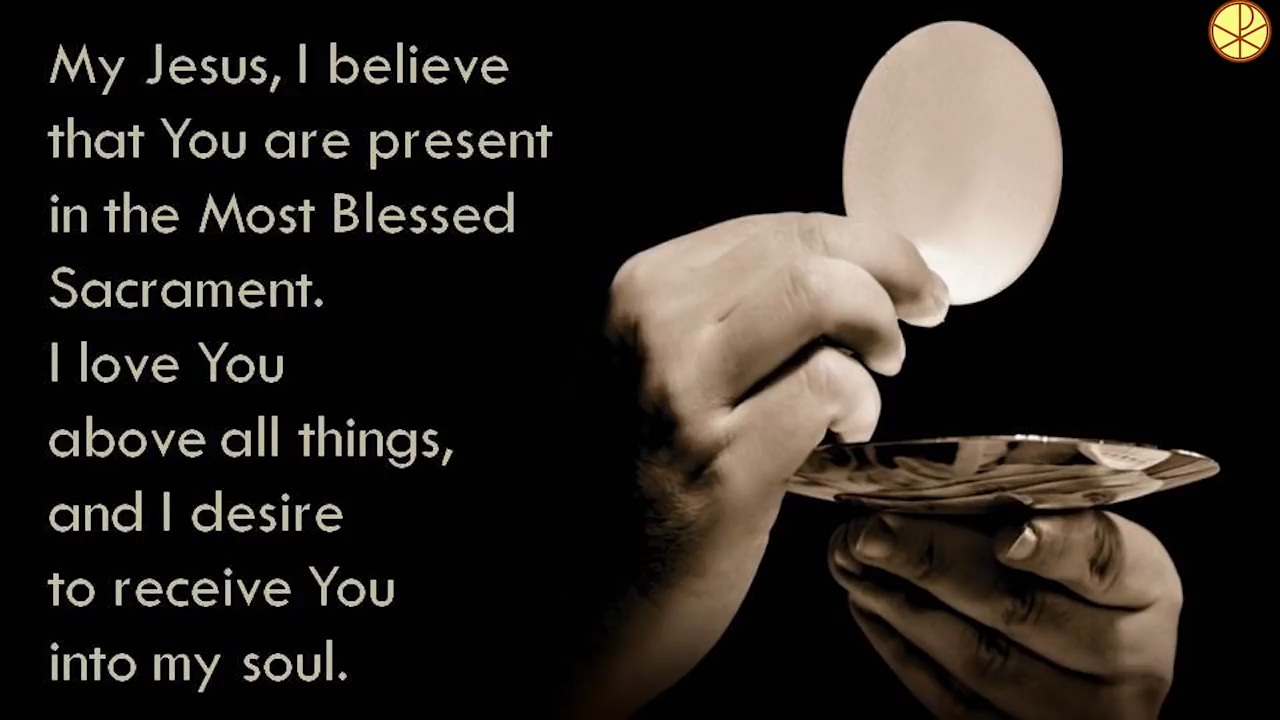 My Jesus, I believe
that You are present
in the Most Blessed
Sacrament.
I love You
above all things,
and I desire
to receive You
into my soul.